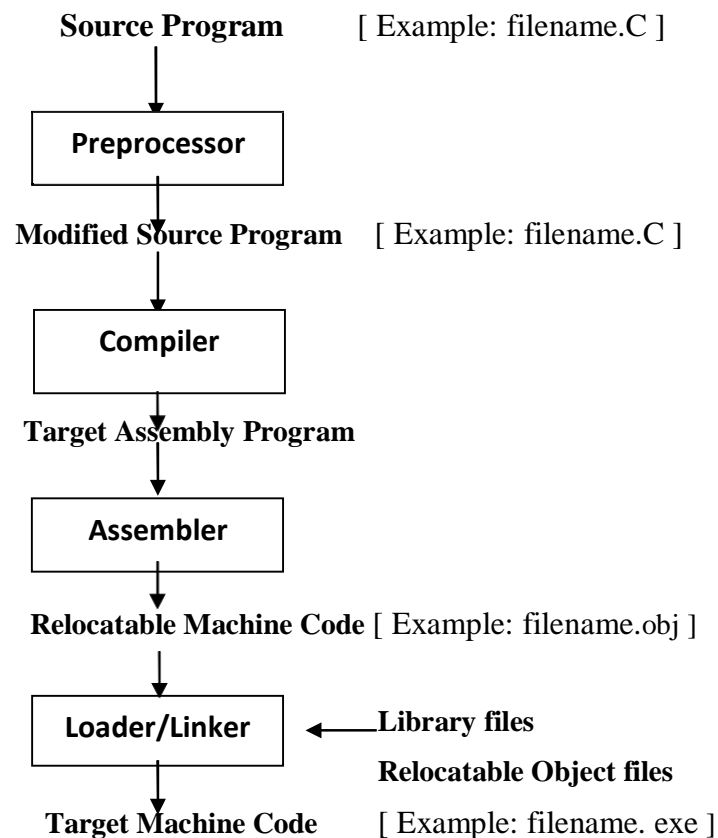 Source Program [ Example: filename.C ]
Preprocessor
Modified Source Program [ Example: filename.C ]
Compiler
Target Assembly Program
Assembler
Relocatable Machine Code [ Example: filename.obj ]
Loader/Linker Library files
Relocatable Object files
Target Machine Code [ Example: filename. exe ]